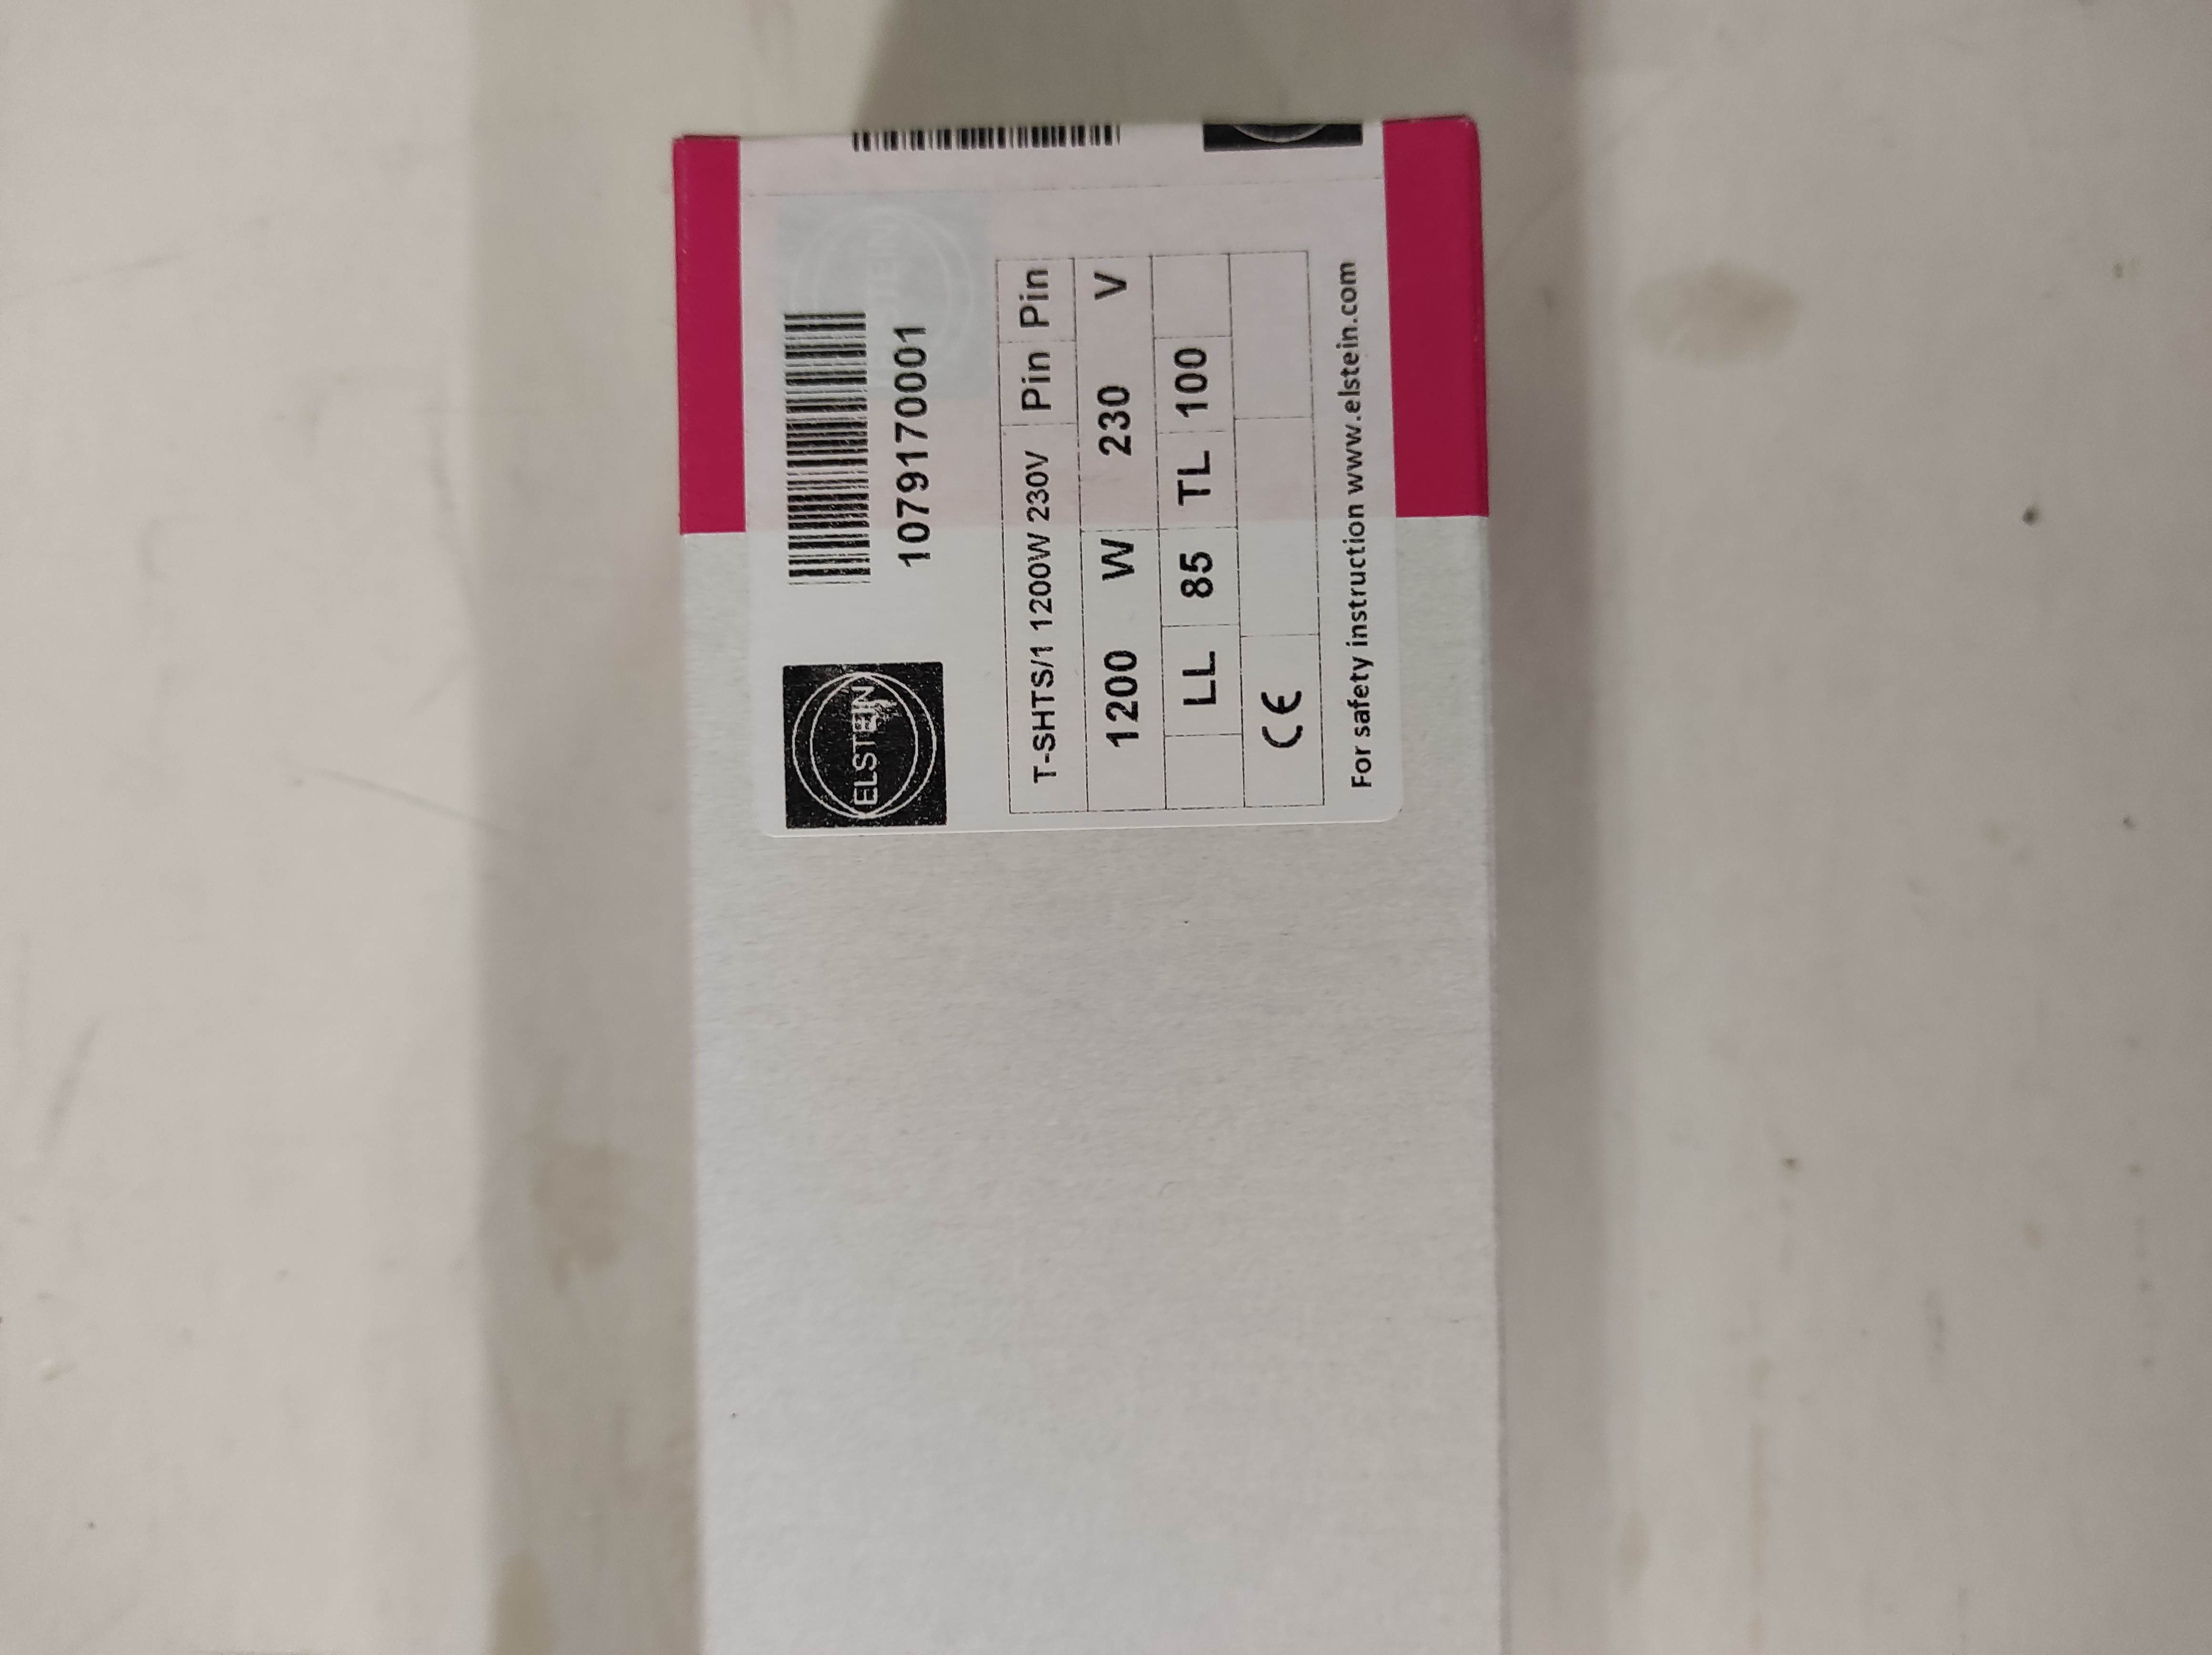 ELSTEIN
1079170001
T-SHTS/1 1200W 230V Pin Pin
1200 W 230 V
LL 85 TL 100
CE
For safety instruction www.elstein.com